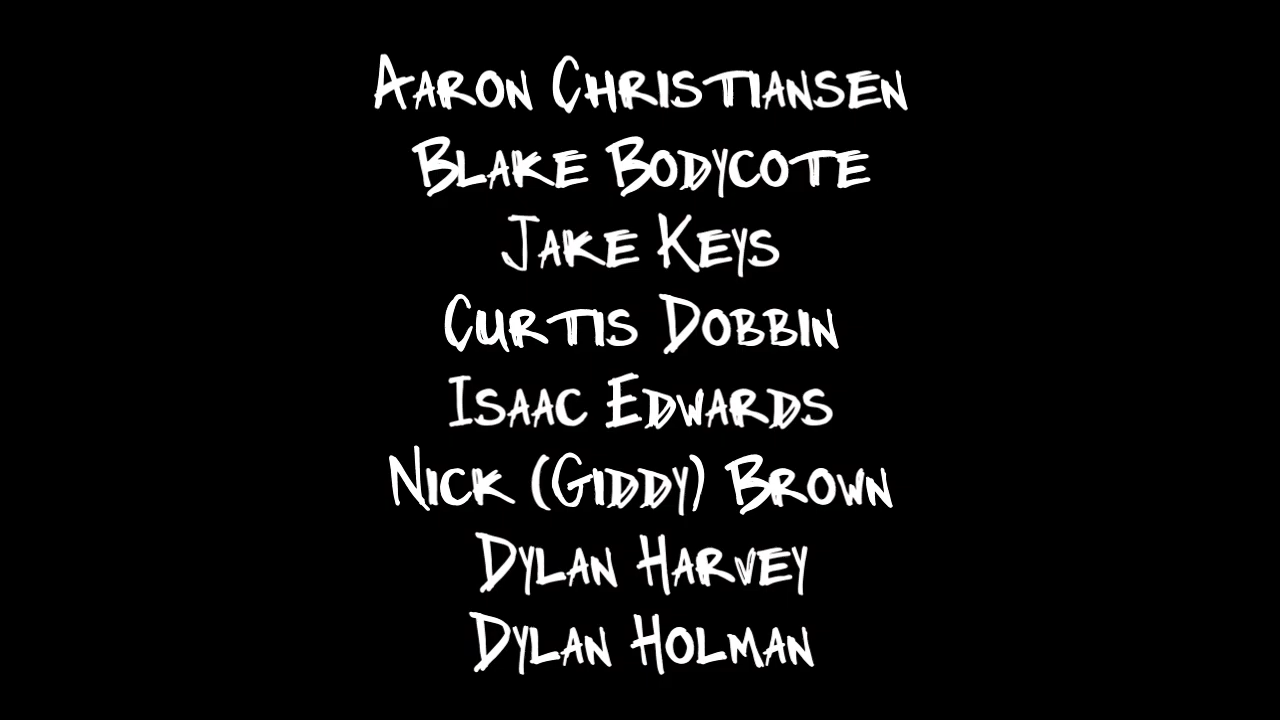 Aaron Christiansen
Blake Bodycote
Jake Keys
Curtis Dobbin
Isaac Edwards
Nick (Giddy) Brown
Dylan Harvey
Dylan Holman